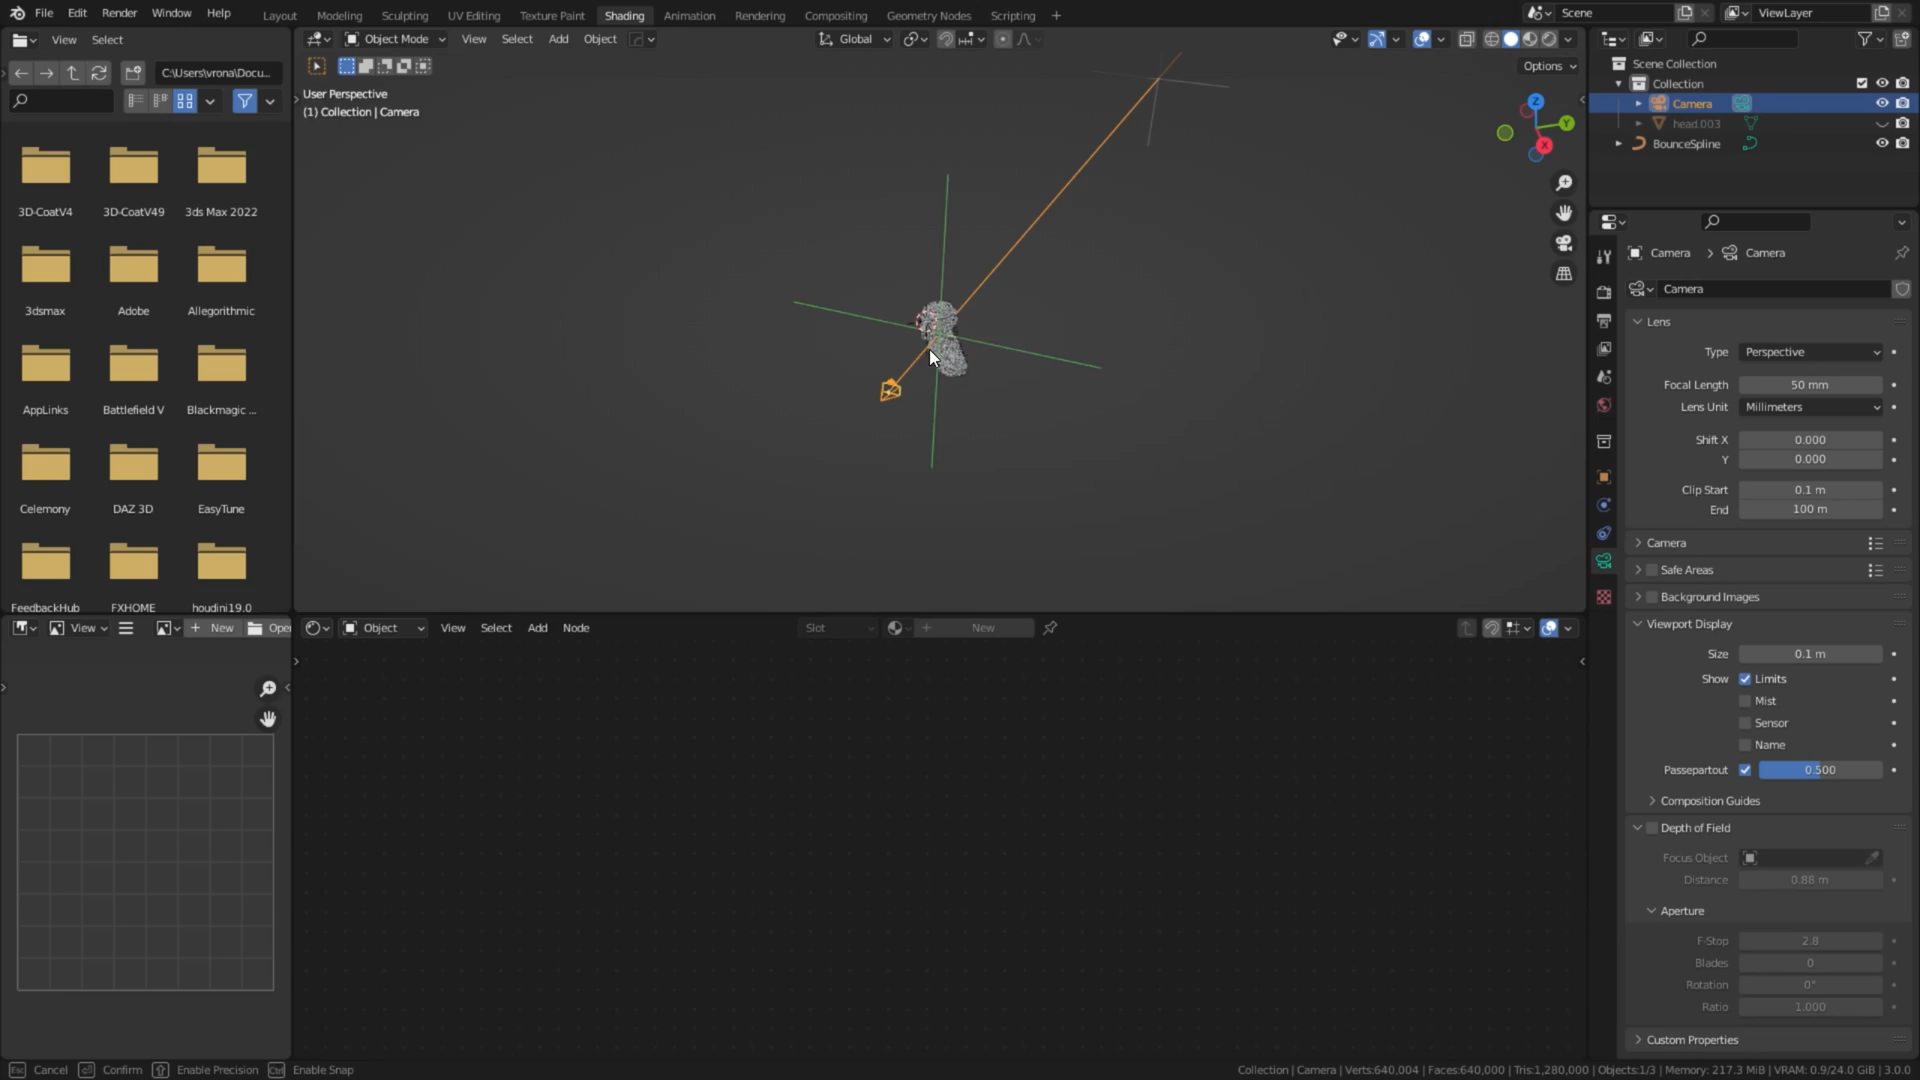 File Edit Render Window Help Layout Modeling Sculpting UV Editing Texture Paint Shading Animation Rendering Compositing Geometry Nodes Scripting + Scene ViewLayer
View Select
Object Mode View Select Add Object Global
C:\Users\vrona\Docu...
Options
User Perspective
(1) Collection | Camera
Z
Y
X
3D-CoatV4 3D-CoatV49 3ds Max 2022
3dsmax Adobe Allegorithmic
AppLinks Battlefield V Blackmagic ...
Celemony DAZ 3D EasyTune
FeedbackHub FXHOME houdini19.0
Scene Collection
Collection
Camera
head.003
BounceSpline
Camera > Camera
Camera
Lens
Type Perspective
Focal Length 50 mm
Lens Unit Millimeters
Shift X 0.000
Y 0.000
Clip Start 0.1 m
End 100 m
Camera
Safe Areas
Background Images
Viewport Display
Size 0.1 m
Show Limits
Mist
Sensor
Name
Passepartout 0.500
Composition Guides
Depth of Field
Focus Object
Distance 0.88 m
Aperture
F-Stop 2.8
Blades 0
Rotation 0°
Ratio 1.000
Custom Properties
View + New Open
Object View Select Add Node Slot + New
Esc Cancel Confirm Enable Precision Ctrl Enable Snap
Collection | Camera | Verts:640,004 | Faces:640,000 | Tris:1,280,000 | Objects:1/3 | Memory: 217.3 MiB | VRAM: 0.9/24.0 GiB | 3.0.0